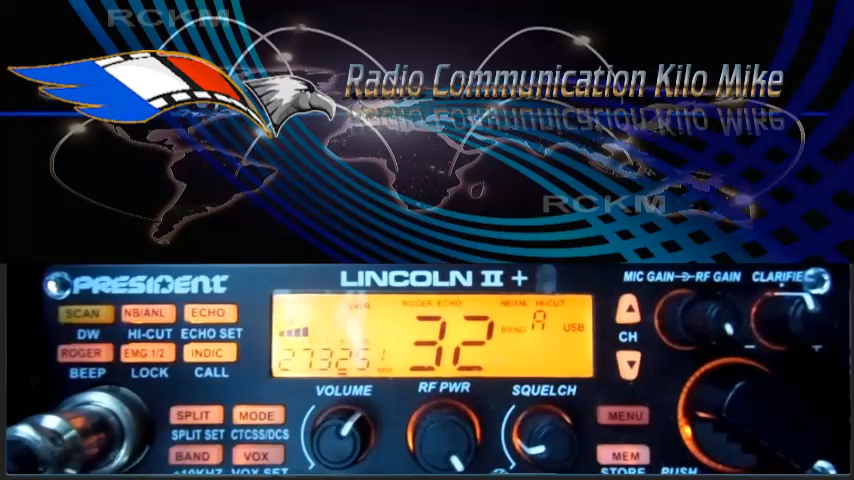 RCKM
Radio Communication Kilo Mike
RCKM
PRESIDENT
LINCOLN II +
MIC GAIN RF GAIN CLARIFIE
SCAN NB/ANL ECHO
DW HI-CUT ECHO SET
ROGER EMG 1/2 INDIC
BEEP LOCK CALL
SWR ROGER ECHO NB/ANL HI-CUT
32 BAND A USB
CH
VOLUME RF PWR SQUELCH
SPLIT MODE
SPLIT SET CTCSS/DCS
BAND VOX
+10KHZ VOX SET
MENU
MEM
STORE PUSH